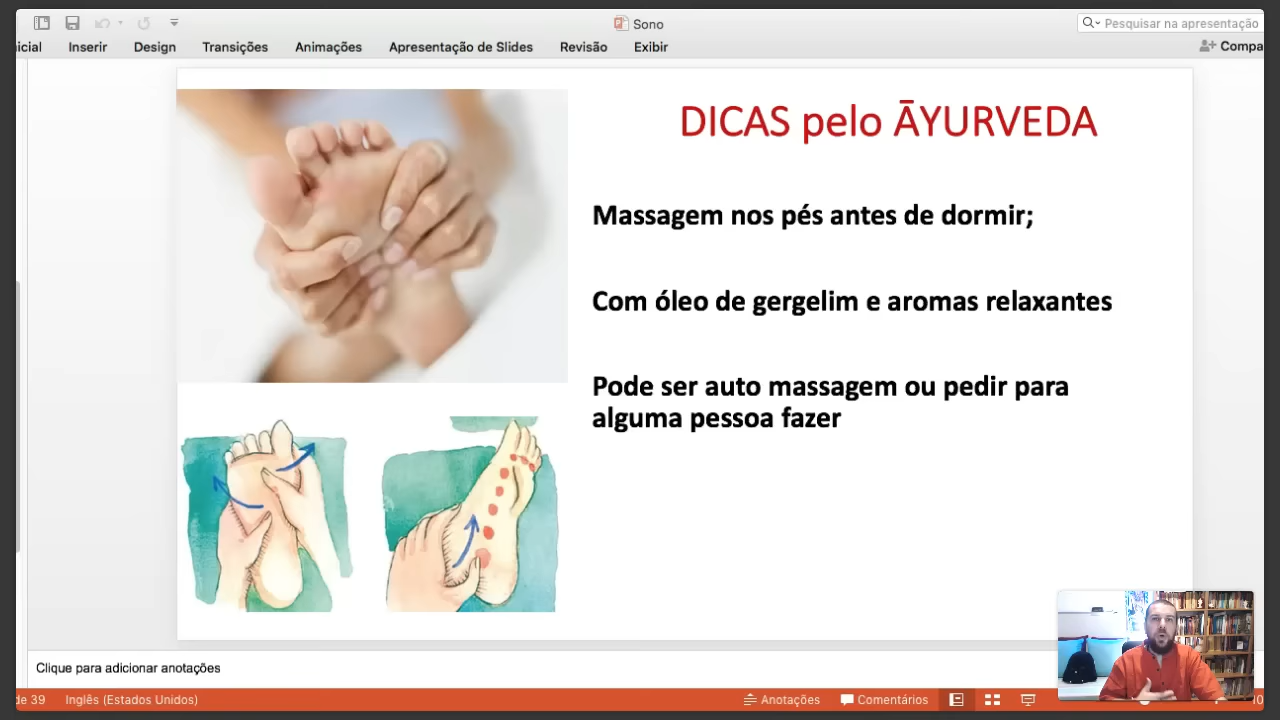 Sono
Pesquisar na apresentação
icial Inserir Design Transições Animações Apresentação de Slides Revisão Exibir Compa
DICAS pelo ĀYURVEDA
Massagem nos pés antes de dormir;
Com óleo de gergelim e aromas relaxantes
Pode ser auto massagem ou pedir para
alguma pessoa fazer
Clique para adicionar anotações
de 39 Inglês (Estados Unidos) Anotações Comentários